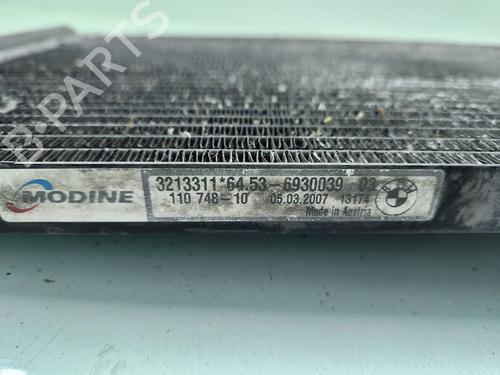 B-PARTS
MODINE
3213311*64.53-6930039 03
110 748-10 05.03.2007 13174
Made in Austria